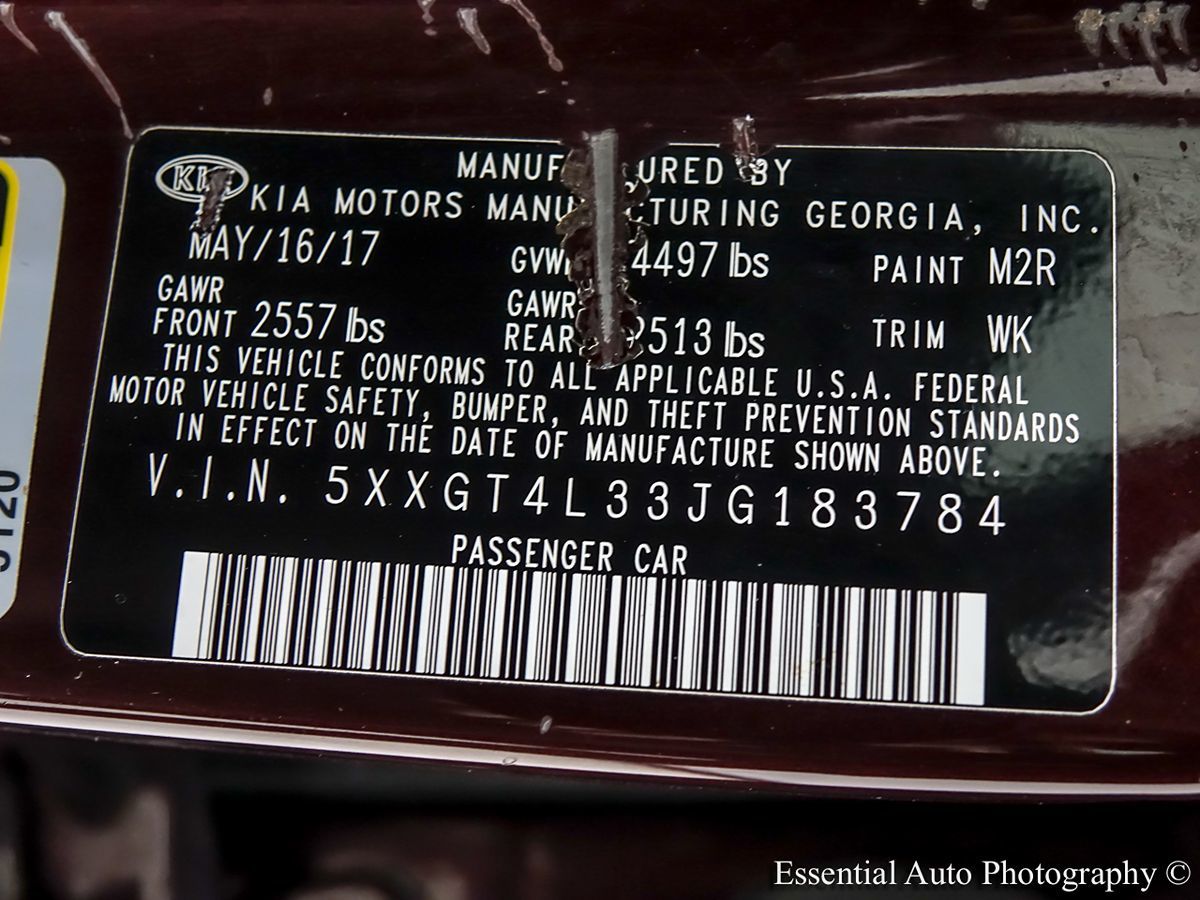 KIA
MANUF URED BY
KIA MOTORS MANU CTURING GEORGIA, INC.
MAY/16/17 GVW 4497 lbs PAINT M2R
GAWR FRONT 2557 lbs GAWR REAR 2513 lbs TRIM WK
THIS VEHICLE CONFORMS TO ALL APPLICABLE U.S.A. FEDERAL
MOTOR VEHICLE SAFETY, BUMPER, AND THEFT PREVENTION STANDARDS
IN EFFECT ON THE DATE OF MANUFACTURE SHOWN ABOVE.
V.I.N. 5XXGT4L33JG183784
PASSENGER CAR
Essential Auto Photography ©